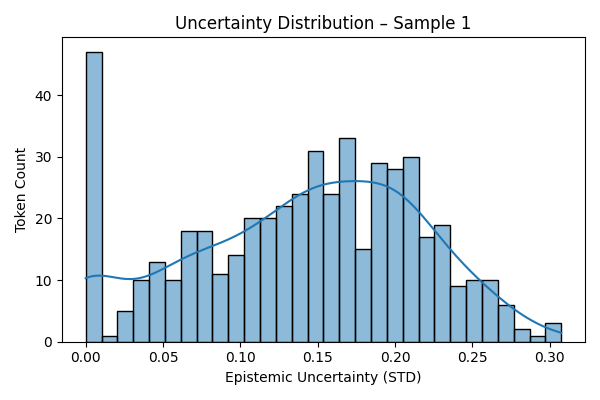 Uncertainty Distribution – Sample 1
Token Count
40
30
20
10
0
0.00 0.05 0.10 0.15 0.20 0.25 0.30
Epistemic Uncertainty (STD)